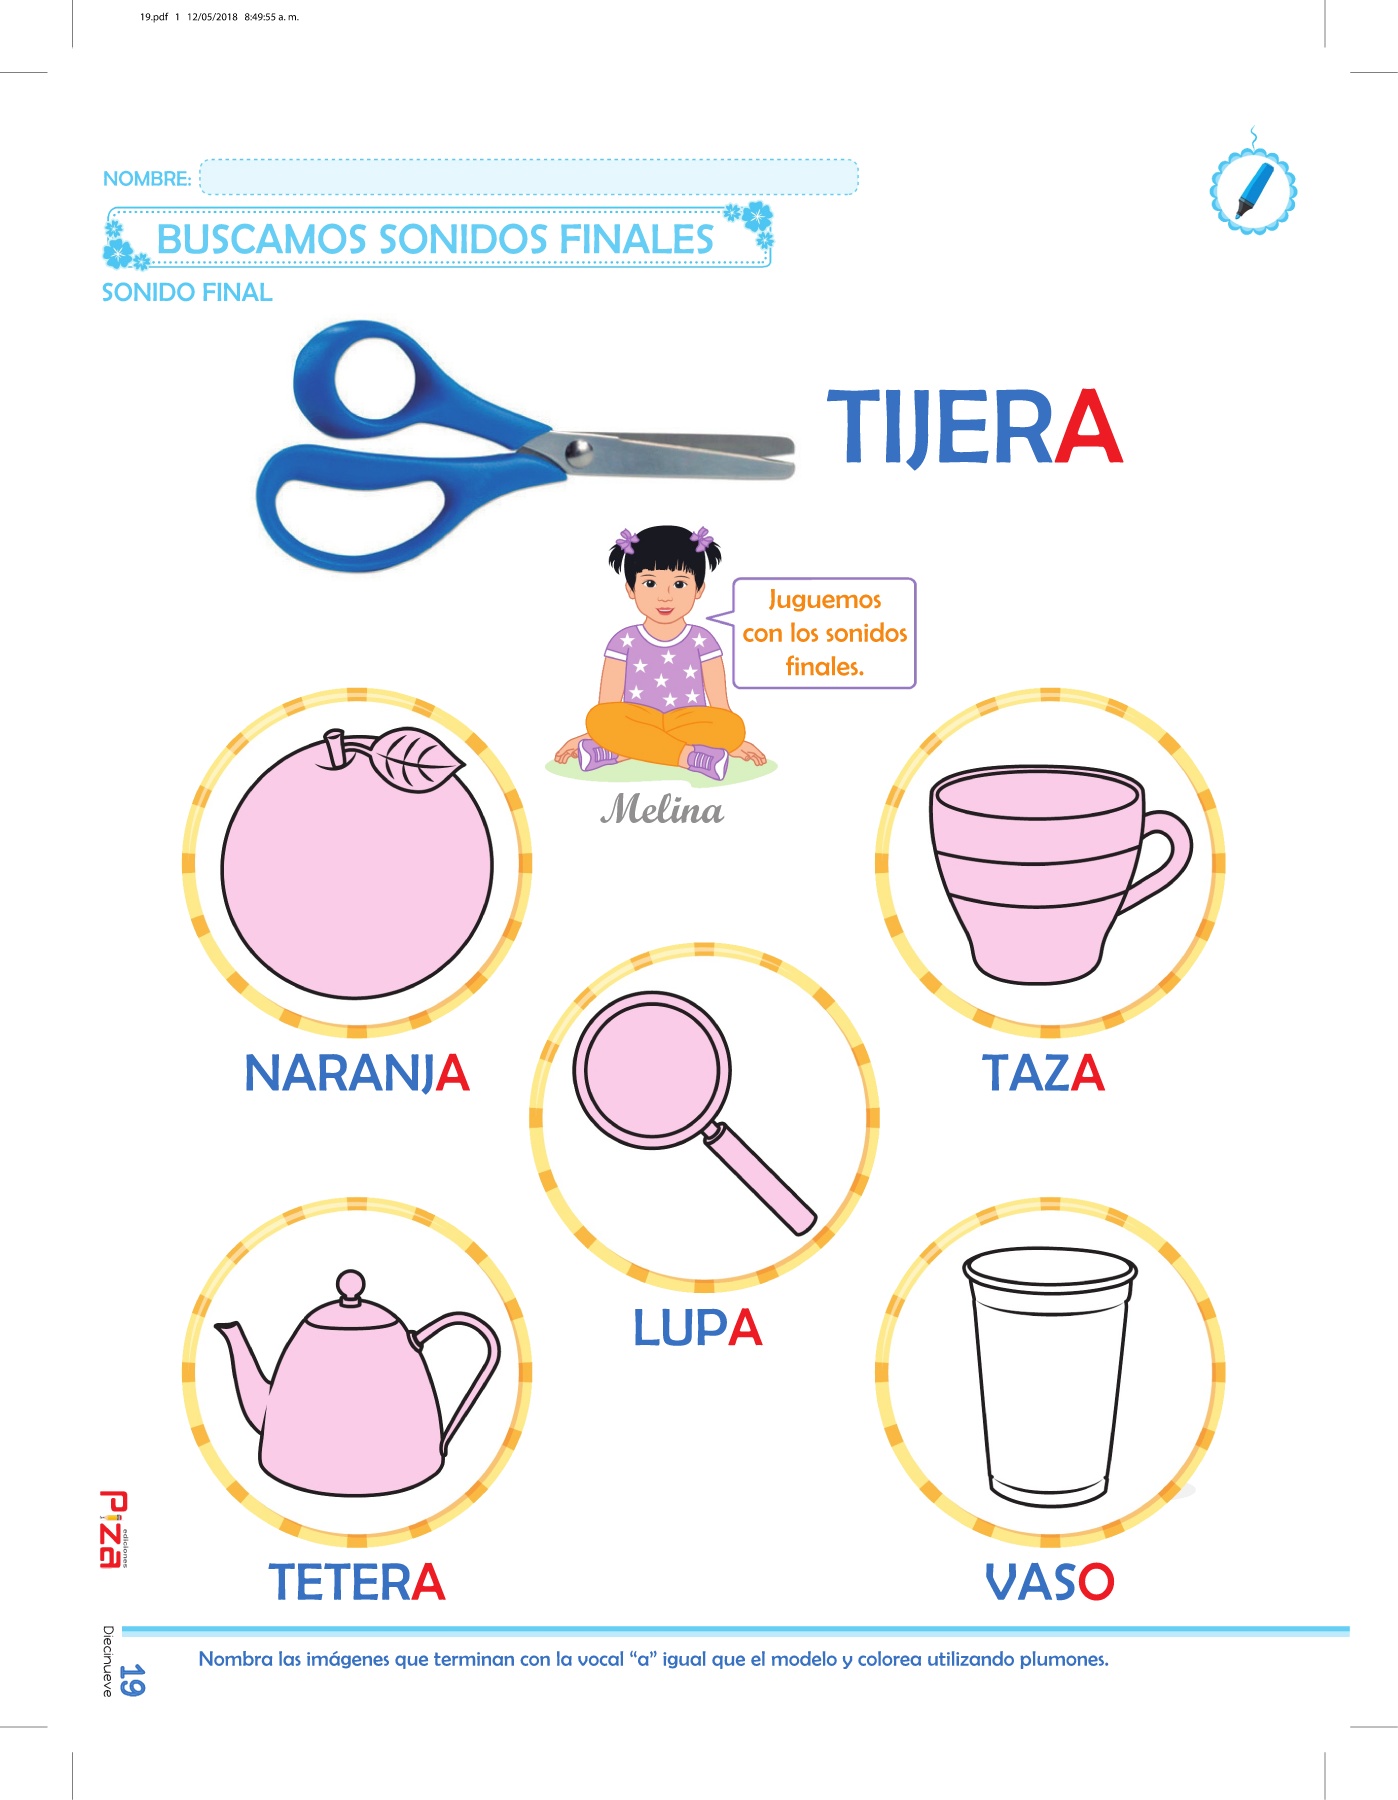 19.pdf 1 12/05/2018 8:49:55 a. m.
NOMBRE:
BUSCAMOS SONIDOS FINALES
SONIDO FINAL
TIJERA
Juguemos
con los sonidos
finales.
Melina
NARANJA
TAZA
LUPA
TETERA
VASO
Piza
ediciones
Nombra las imágenes que terminan con la vocal “a” igual que el modelo y colorea utilizando plumones.
Diecinueve
19